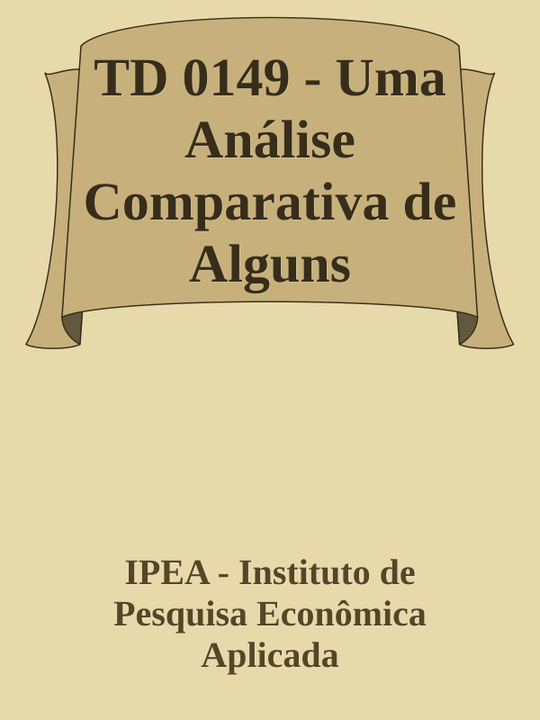 TD 0149 - Uma
Análise
Comparativa de
Alguns
IPEA - Instituto de
Pesquisa Econômica
Aplicada